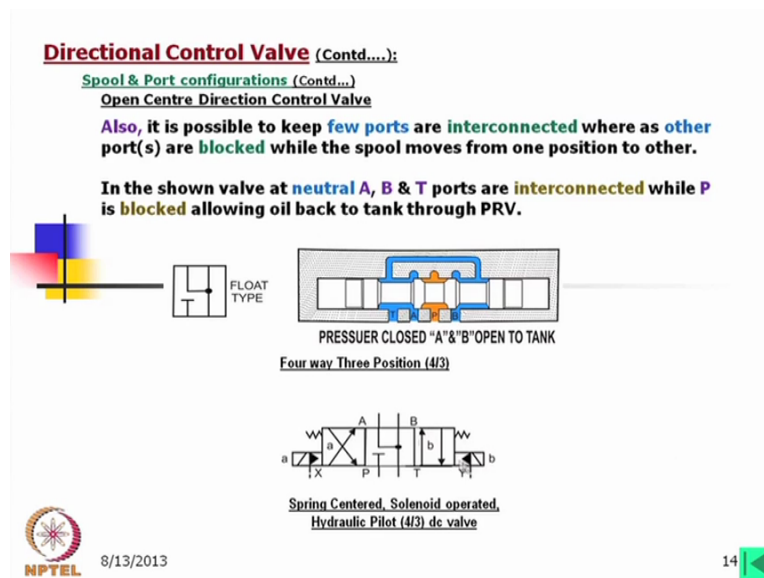 Directional Control Valve (Contd....):
Spool & Port configurations (Contd...)
Open Centre Direction Control Valve
Also, it is possible to keep few ports are interconnected where as other
port(s) are blocked while the spool moves from one position to other.
In the shown valve at neutral A, B & T ports are interconnected while P
is blocked allowing oil back to tank through PRV.
FLOAT
TYPE
T A P B
PRESSUER CLOSED "A"&"B"OPEN TO TANK
Four way Three Position (4/3)
A B
a b
a b
X P T Y
Spring Centered, Solenoid operated,
Hydraulic Pilot (4/3) dc valve
NPTEL
8/13/2013
14